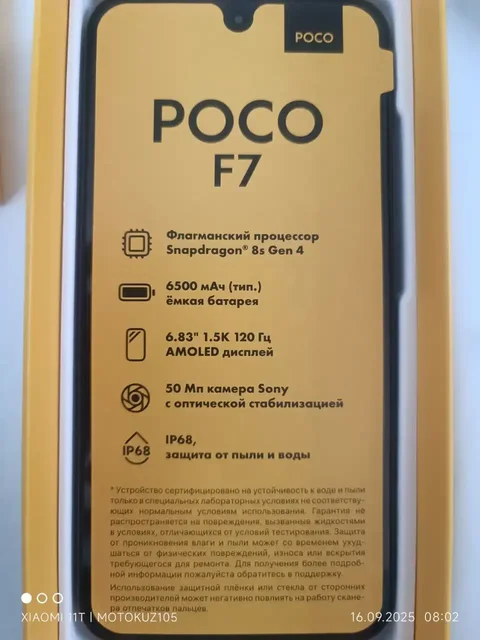 POCO
POCO
F7
Флагманский процессор
Snapdragon® 8s Gen 4
6500 мАч (тип.)
ёмкая батарея
6.83" 1.5K 120 Гц
AMOLED дисплей
50 Мп камера Sony
с оптической стабилизацией
IP68
IP68,
защита от пыли и воды
* Устройство сертифицировано на устойчивость к воде и пыли
только в специальных лабораторных условиях не соответству-
ющих нормальным условиям использования. Гарантия не
распространяется на повреждения, вызванные жидкостями
в условиях, отличающихся от условий тестирования. Защита
от проникновения влаги и пыли может со временем ухуд-
шаться от физических повреждений, износа или вскрытия
требующегося для ремонта. Для получения более подроб-
ной информации пожалуйста обратитесь в поддержку.
Использование защитной плёнки или стекла от сторонних
производителей может негативно повлиять на работу скане-
ра отпечатков пальцев.
XIAOMI 11T | MOTOKUZ105
16.09.2025 08:02